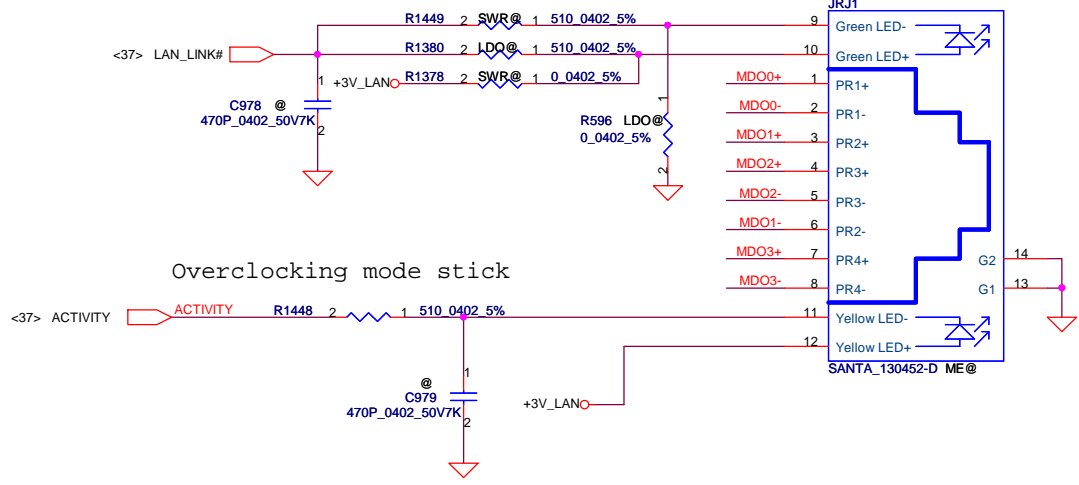 JRJ1
R1449 2 SWR@ 1 510_0402_5% 9 Green LED-
<37> LAN_LINK# R1380 2 LDO@ 1 510_0402_5% 10 Green LED+
+3V_LAN R1378 2 SWR@ 1 0_0402_5%
MDO0+ 1 PR1+
1
C978 @
470P_0402_50V7K
2
1
R596 LDO@
0_0402_5%
2
MDO0- 2 PR1-
MDO1+ 3 PR2+
MDO2+ 4 PR3+
MDO2- 5 PR3-
MDO1- 6 PR2-
MDO3+ 7 PR4+
MDO3- 8 PR4-
G2 14
G1 13
Overclocking mode stick
<37> ACTIVITY ACTIVITY R1448 2 1 510_0402_5% 11 Yellow LED-
12 Yellow LED+
SANTA_130452-D ME@
1
@
C979
470P_0402_50V7K
2
+3V_LAN